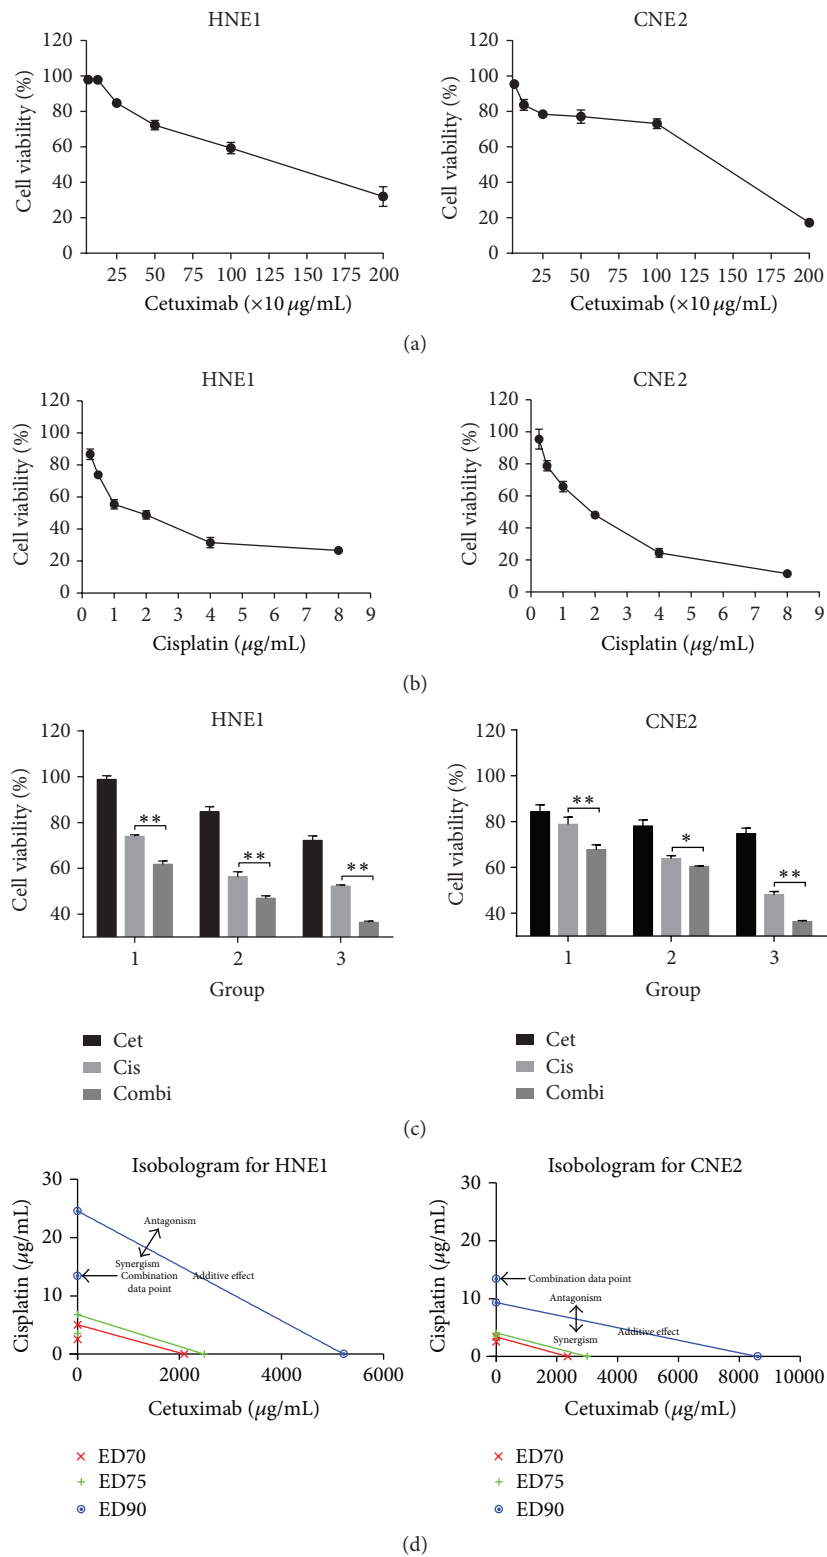 HNE1
CNE2
Cell viability (%)
120
100
80
60
40
20
0
25 50 75 100 125 150 175 200
Cetuximab (×10 μg/mL)
Cell viability (%)
120
100
80
60
40
20
0
25 50 75 100 125 150 175 200
Cetuximab (×10 μg/mL)
(a)
HNE1
CNE2
Cell viability (%)
120
100
80
60
40
20
0
0 1 2 3 4 5 6 7 8 9
Cisplatin (μg/mL)
Cell viability (%)
120
100
80
60
40
20
0
0 1 2 3 4 5 6 7 8 9
Cisplatin (μg/mL)
(b)
HNE1
CNE2
Cell viability (%)
120
100
80
60
40
**
**
**
1 2 3
Group
Cet
Cis
Combi
Cell viability (%)
120
100
80
60
40
**
*
**
1 2 3
Group
Cet
Cis
Combi
(c)
Isobologram for HNE1
Cisplatin (μg/mL)
30
20
10
0
Antagonism
Synergism
Combination
data point
Additive effect
0 2000 4000 6000
Cetuximab (μg/mL)
ED70
ED75
ED90
Isobologram for CNE2
Cisplatin (μg/mL)
30
20
10
0
Combination data point
Antagonism
Synergism
Additive effect
0 2000 4000 6000 8000 10000
Cetuximab (μg/mL)
ED70
ED75
ED90
(d)